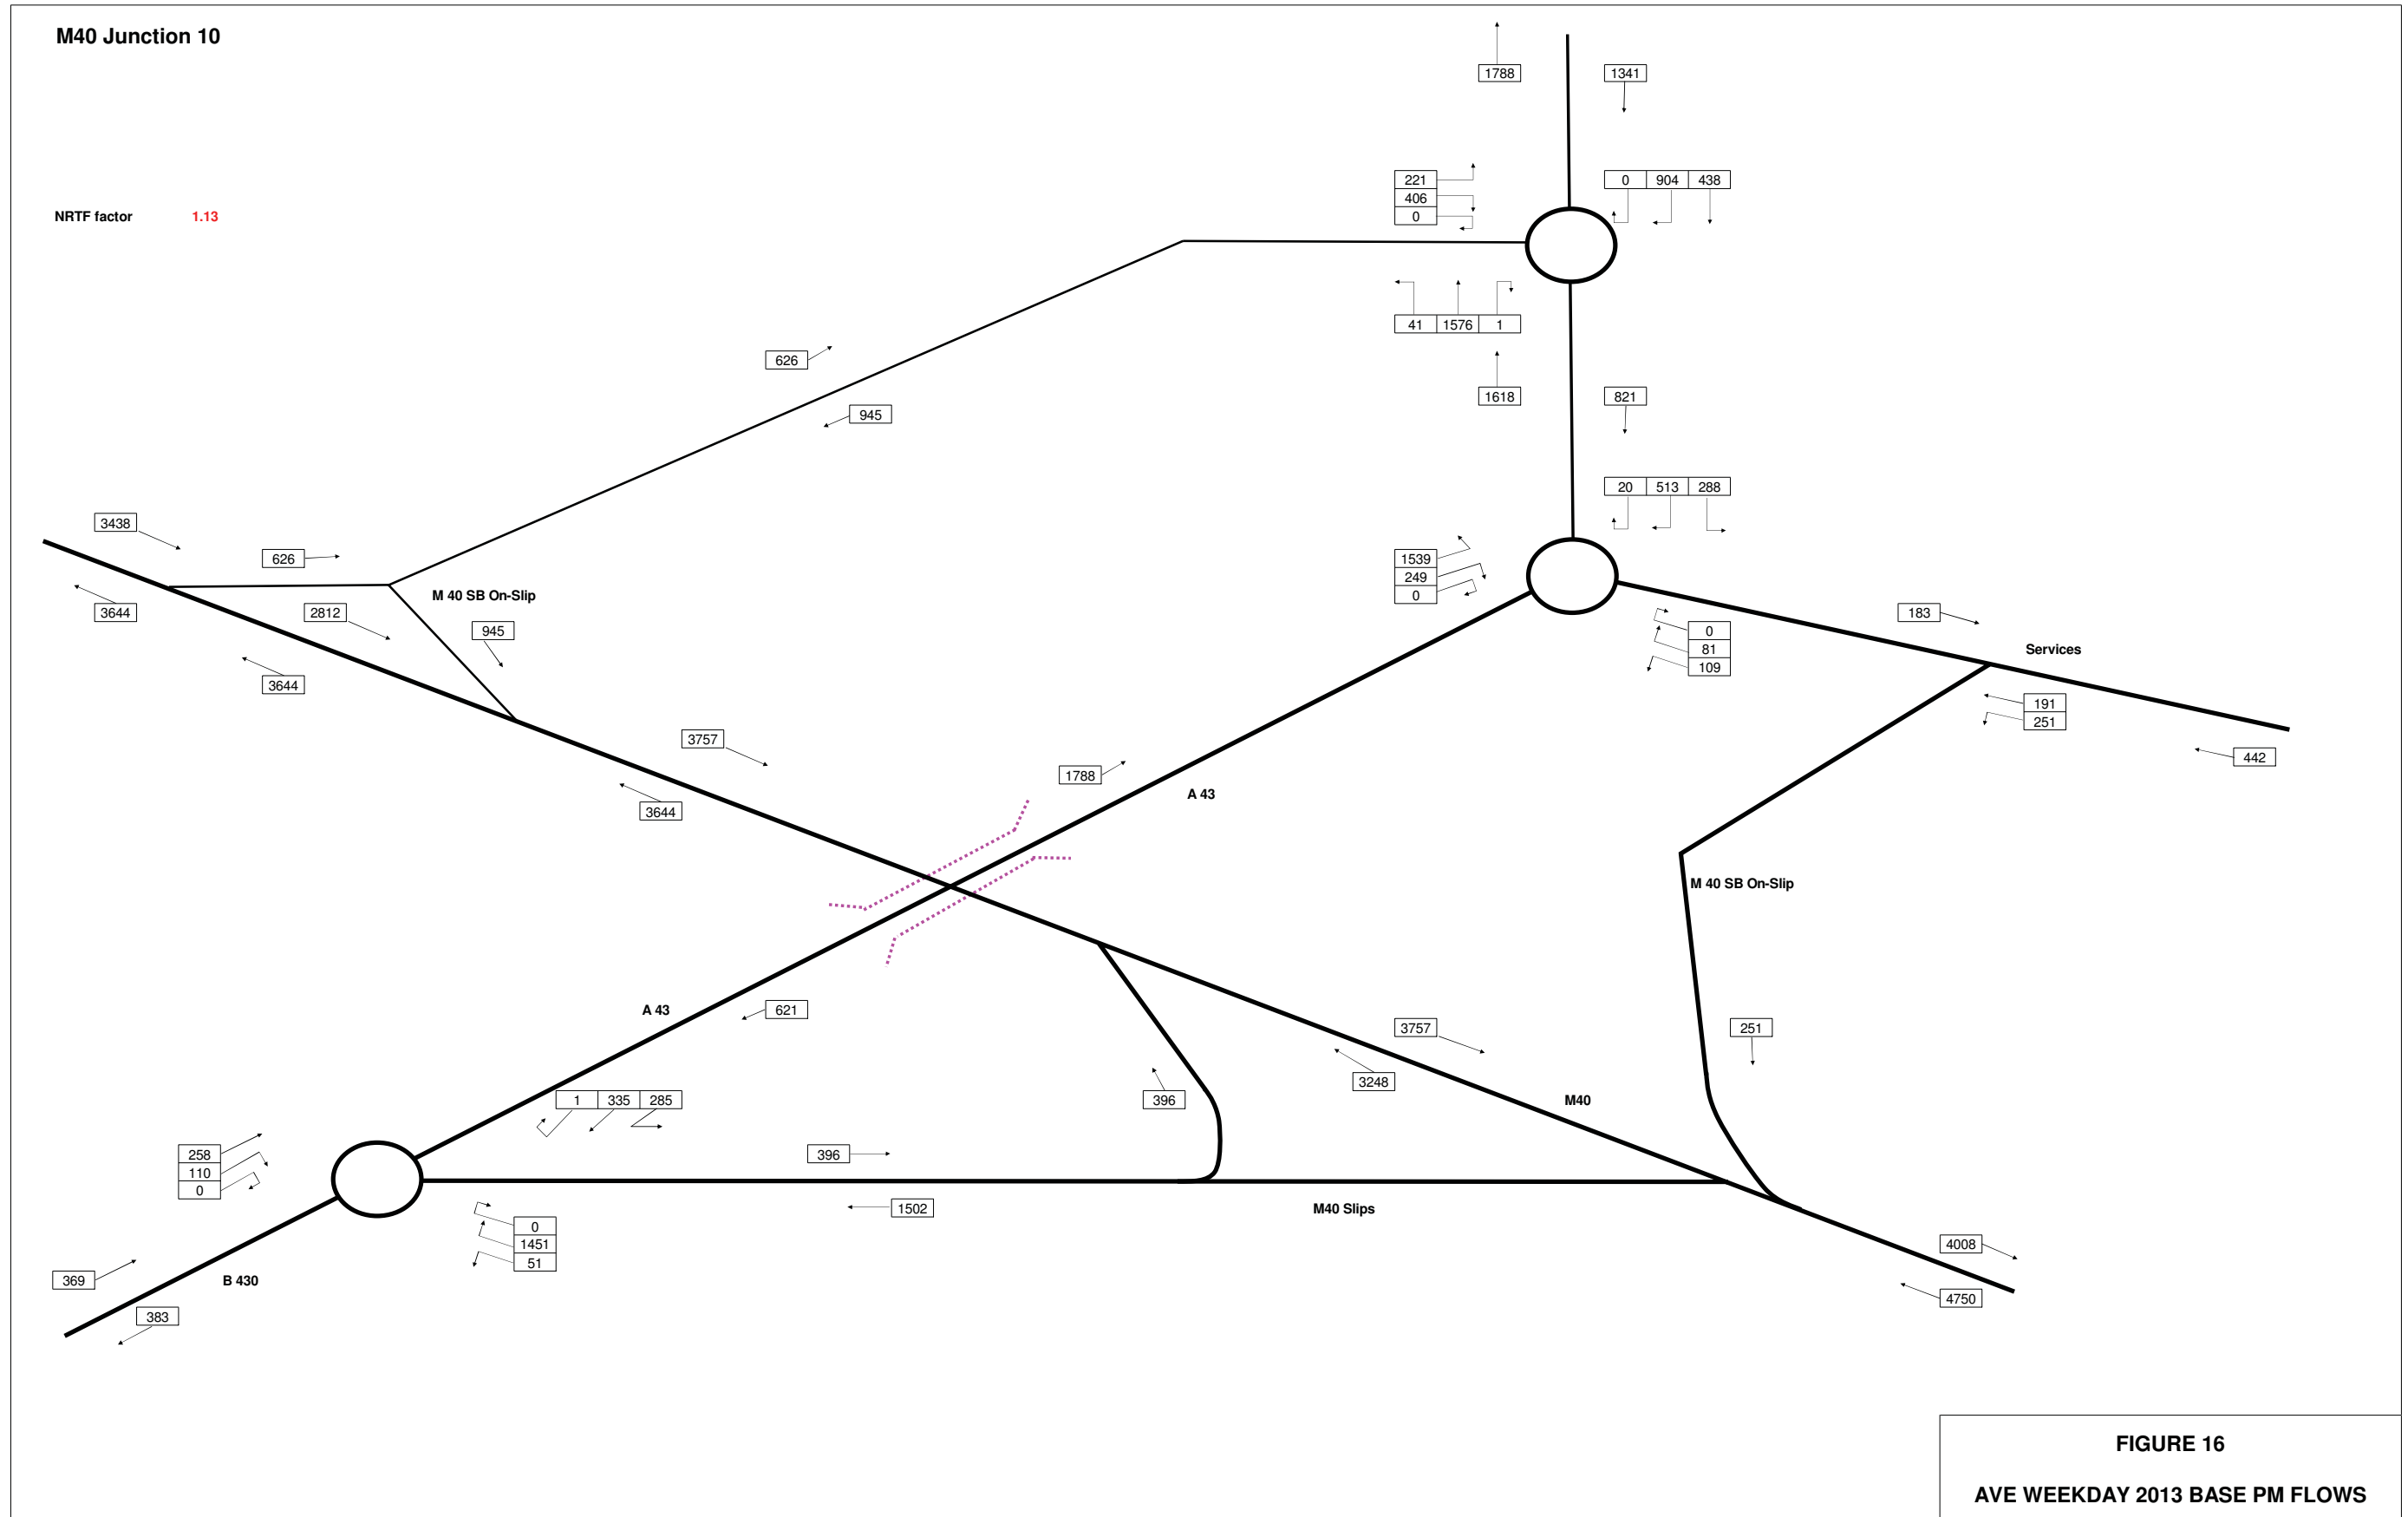 M40 Junction 10
1788
1341
221
406
0
0 904 438
NRTF factor 1.13
41 1576 1
626
1618
821
945
20 513 288
3438
626
1539
249
0
M 40 SB On-Slip
3644
2812
945
183
0
81
109
Services
3644
191
251
3757
442
1788
A 43
3644
M 40 SB On-Slip
A 43
621
3757
251
3248
1 335 285
396
M40
258
110
0
396
1502
M40 Slips
0
1451
51
4008
369
B 430
4750
383
FIGURE 16
AVE WEEKDAY 2013 BASE PM FLOWS